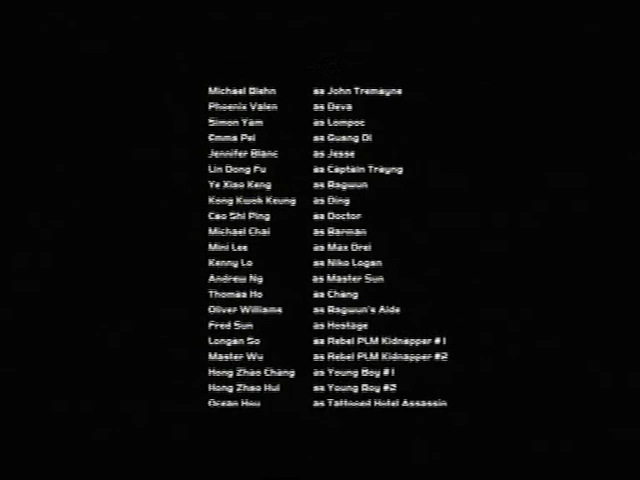 Michael Biehn as John Tremayne
Phoenix Valen as Deva
Simon Yam as Lompoc
Emma Pei as Guang Di
Jennifer Blanc as Jesse
Lin Dong Fu as Captain Trayng
Ye Xiao Keng as Ragwun
Kong Kwok Keung as Ding
Cao Shi Ping as Doctor
Michael Chai as Barman
Mini Lee as Max Drei
Kenny Lo as Niko Logan
Andrew Ng as Master Sun
Thomas Ho as Chang
Oliver Williams as Ragwun's Aide
Fred Sun as Hostage
Longan So as Rebel PLM Kidnapper #1
Master Wu as Rebel PLM Kidnapper #2
Hong Zhao Chang as Young Boy #1
Hong Zhao Hui as Young Boy #2
Ocean Hou as Tattooed Hotel Assassin